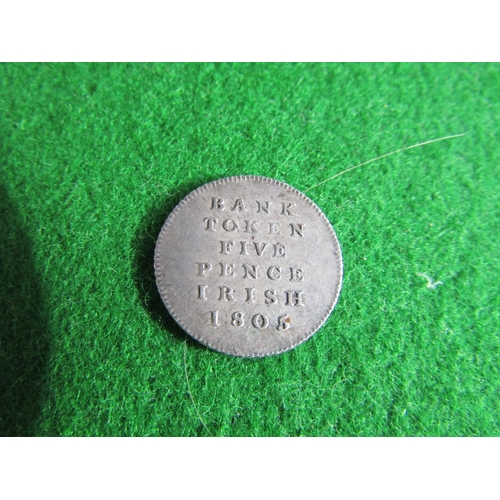 BANK
TOKEN
FIVE
PENCE
IRISH
1805